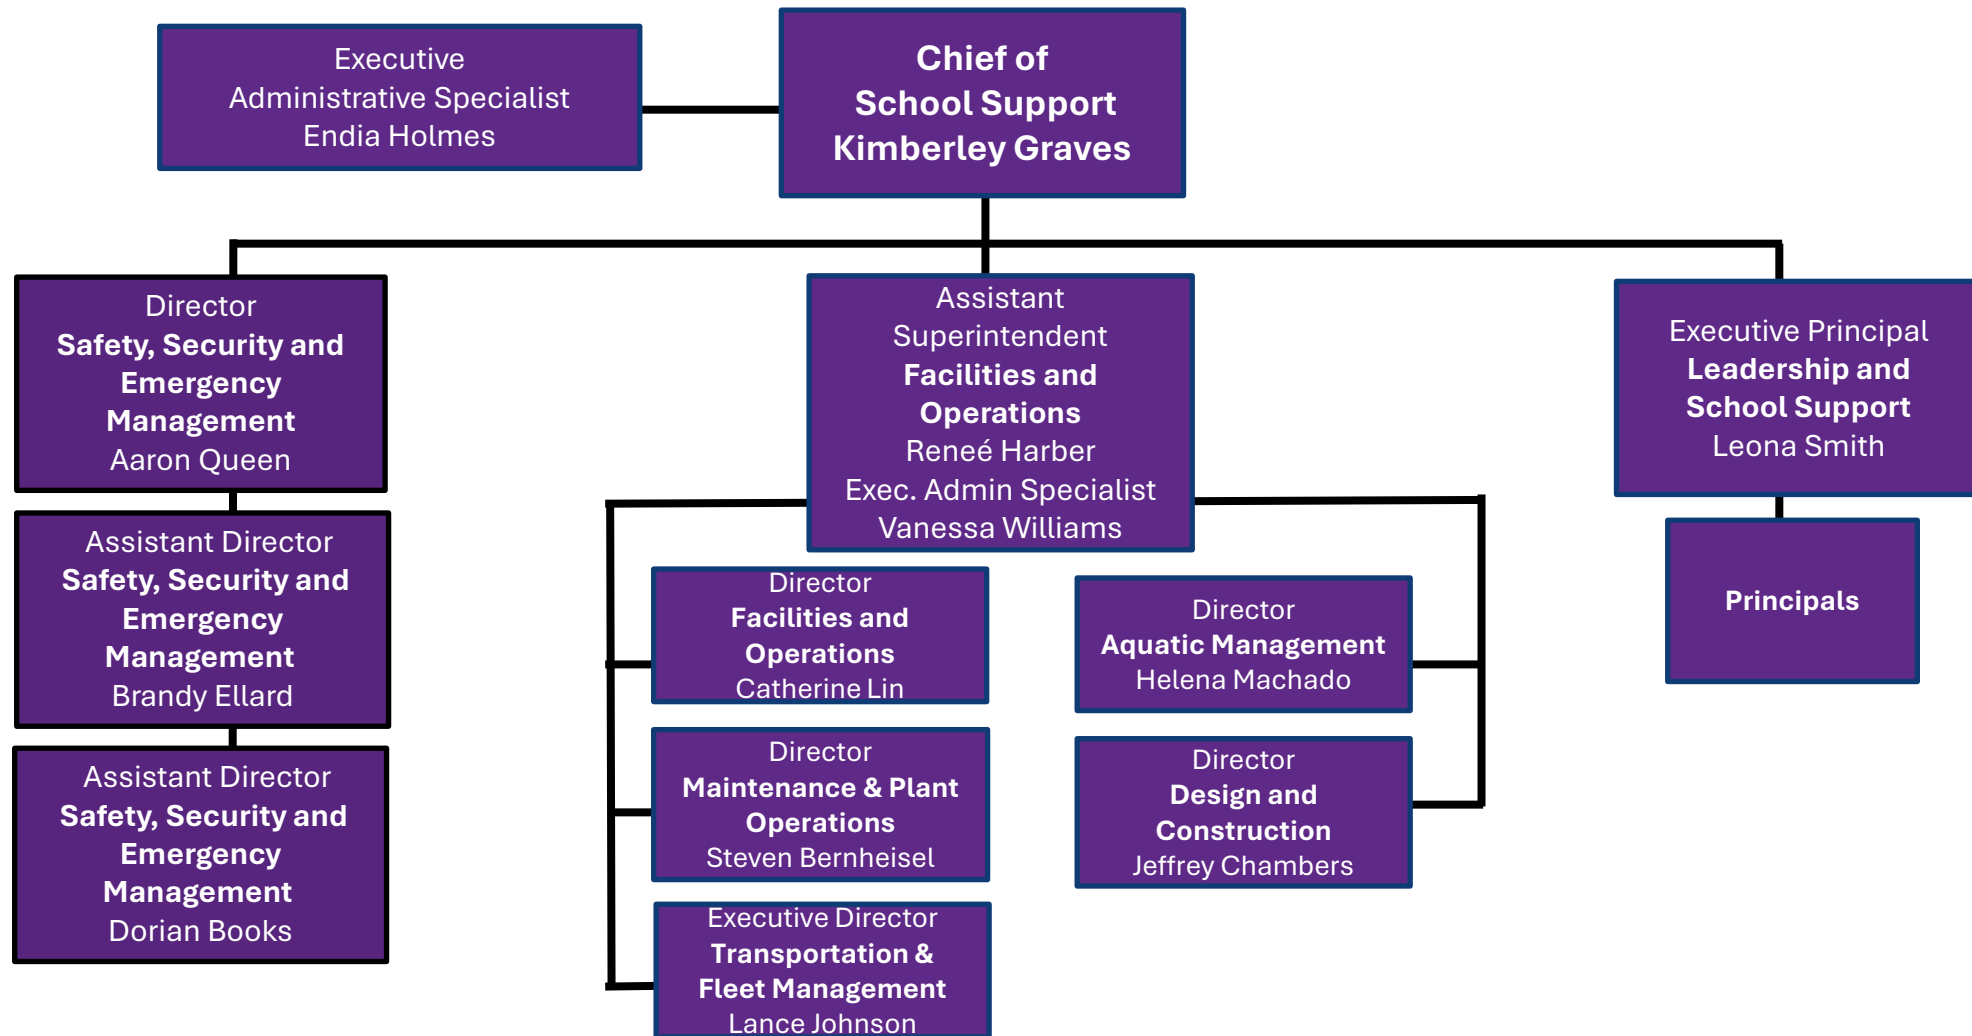 Executive
Administrative Specialist
Endia Holmes
Chief of
School Support
Kimberley Graves
Director
Safety, Security and
Emergency
Management
Aaron Queen
Assistant Director
Safety, Security and
Emergency
Management
Brandy Ellard
Assistant Director
Safety, Security and
Emergency
Management
Dorian Books
Assistant
Superintendent
Facilities and
Operations
Reneé Harber
Exec. Admin Specialist
Vanessa Williams
Director
Facilities and
Operations
Catherine Lin
Director
Maintenance & Plant
Operations
Steven Bernheisel
Executive Director
Transportation &
Fleet Management
Lance Johnson
Director
Aquatic Management
Helena Machado
Director
Design and
Construction
Jeffrey Chambers
Executive Principal
Leadership and
School Support
Leona Smith
Principals